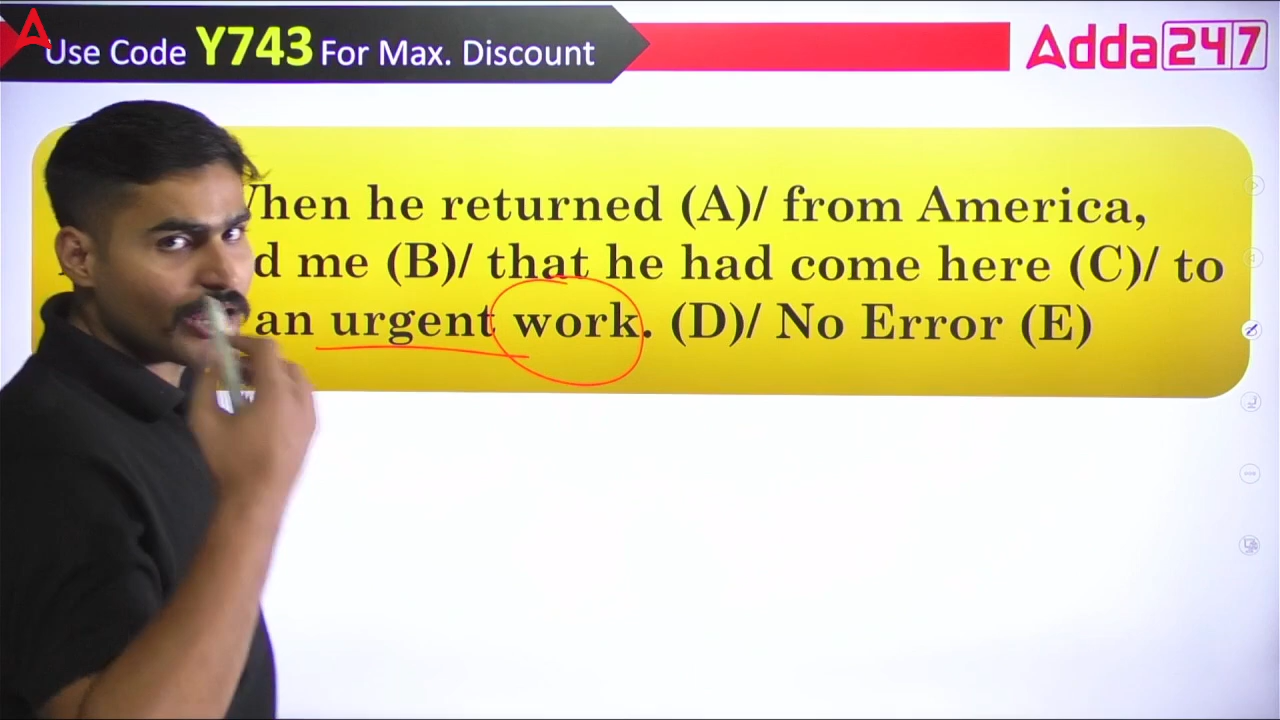 Use Code Y743 For Max. Discount
Adda247
When he returned (A)/ from America,
me (B)/ that he had come here (C)/ to
an urgent work. (D)/ No Error (E)